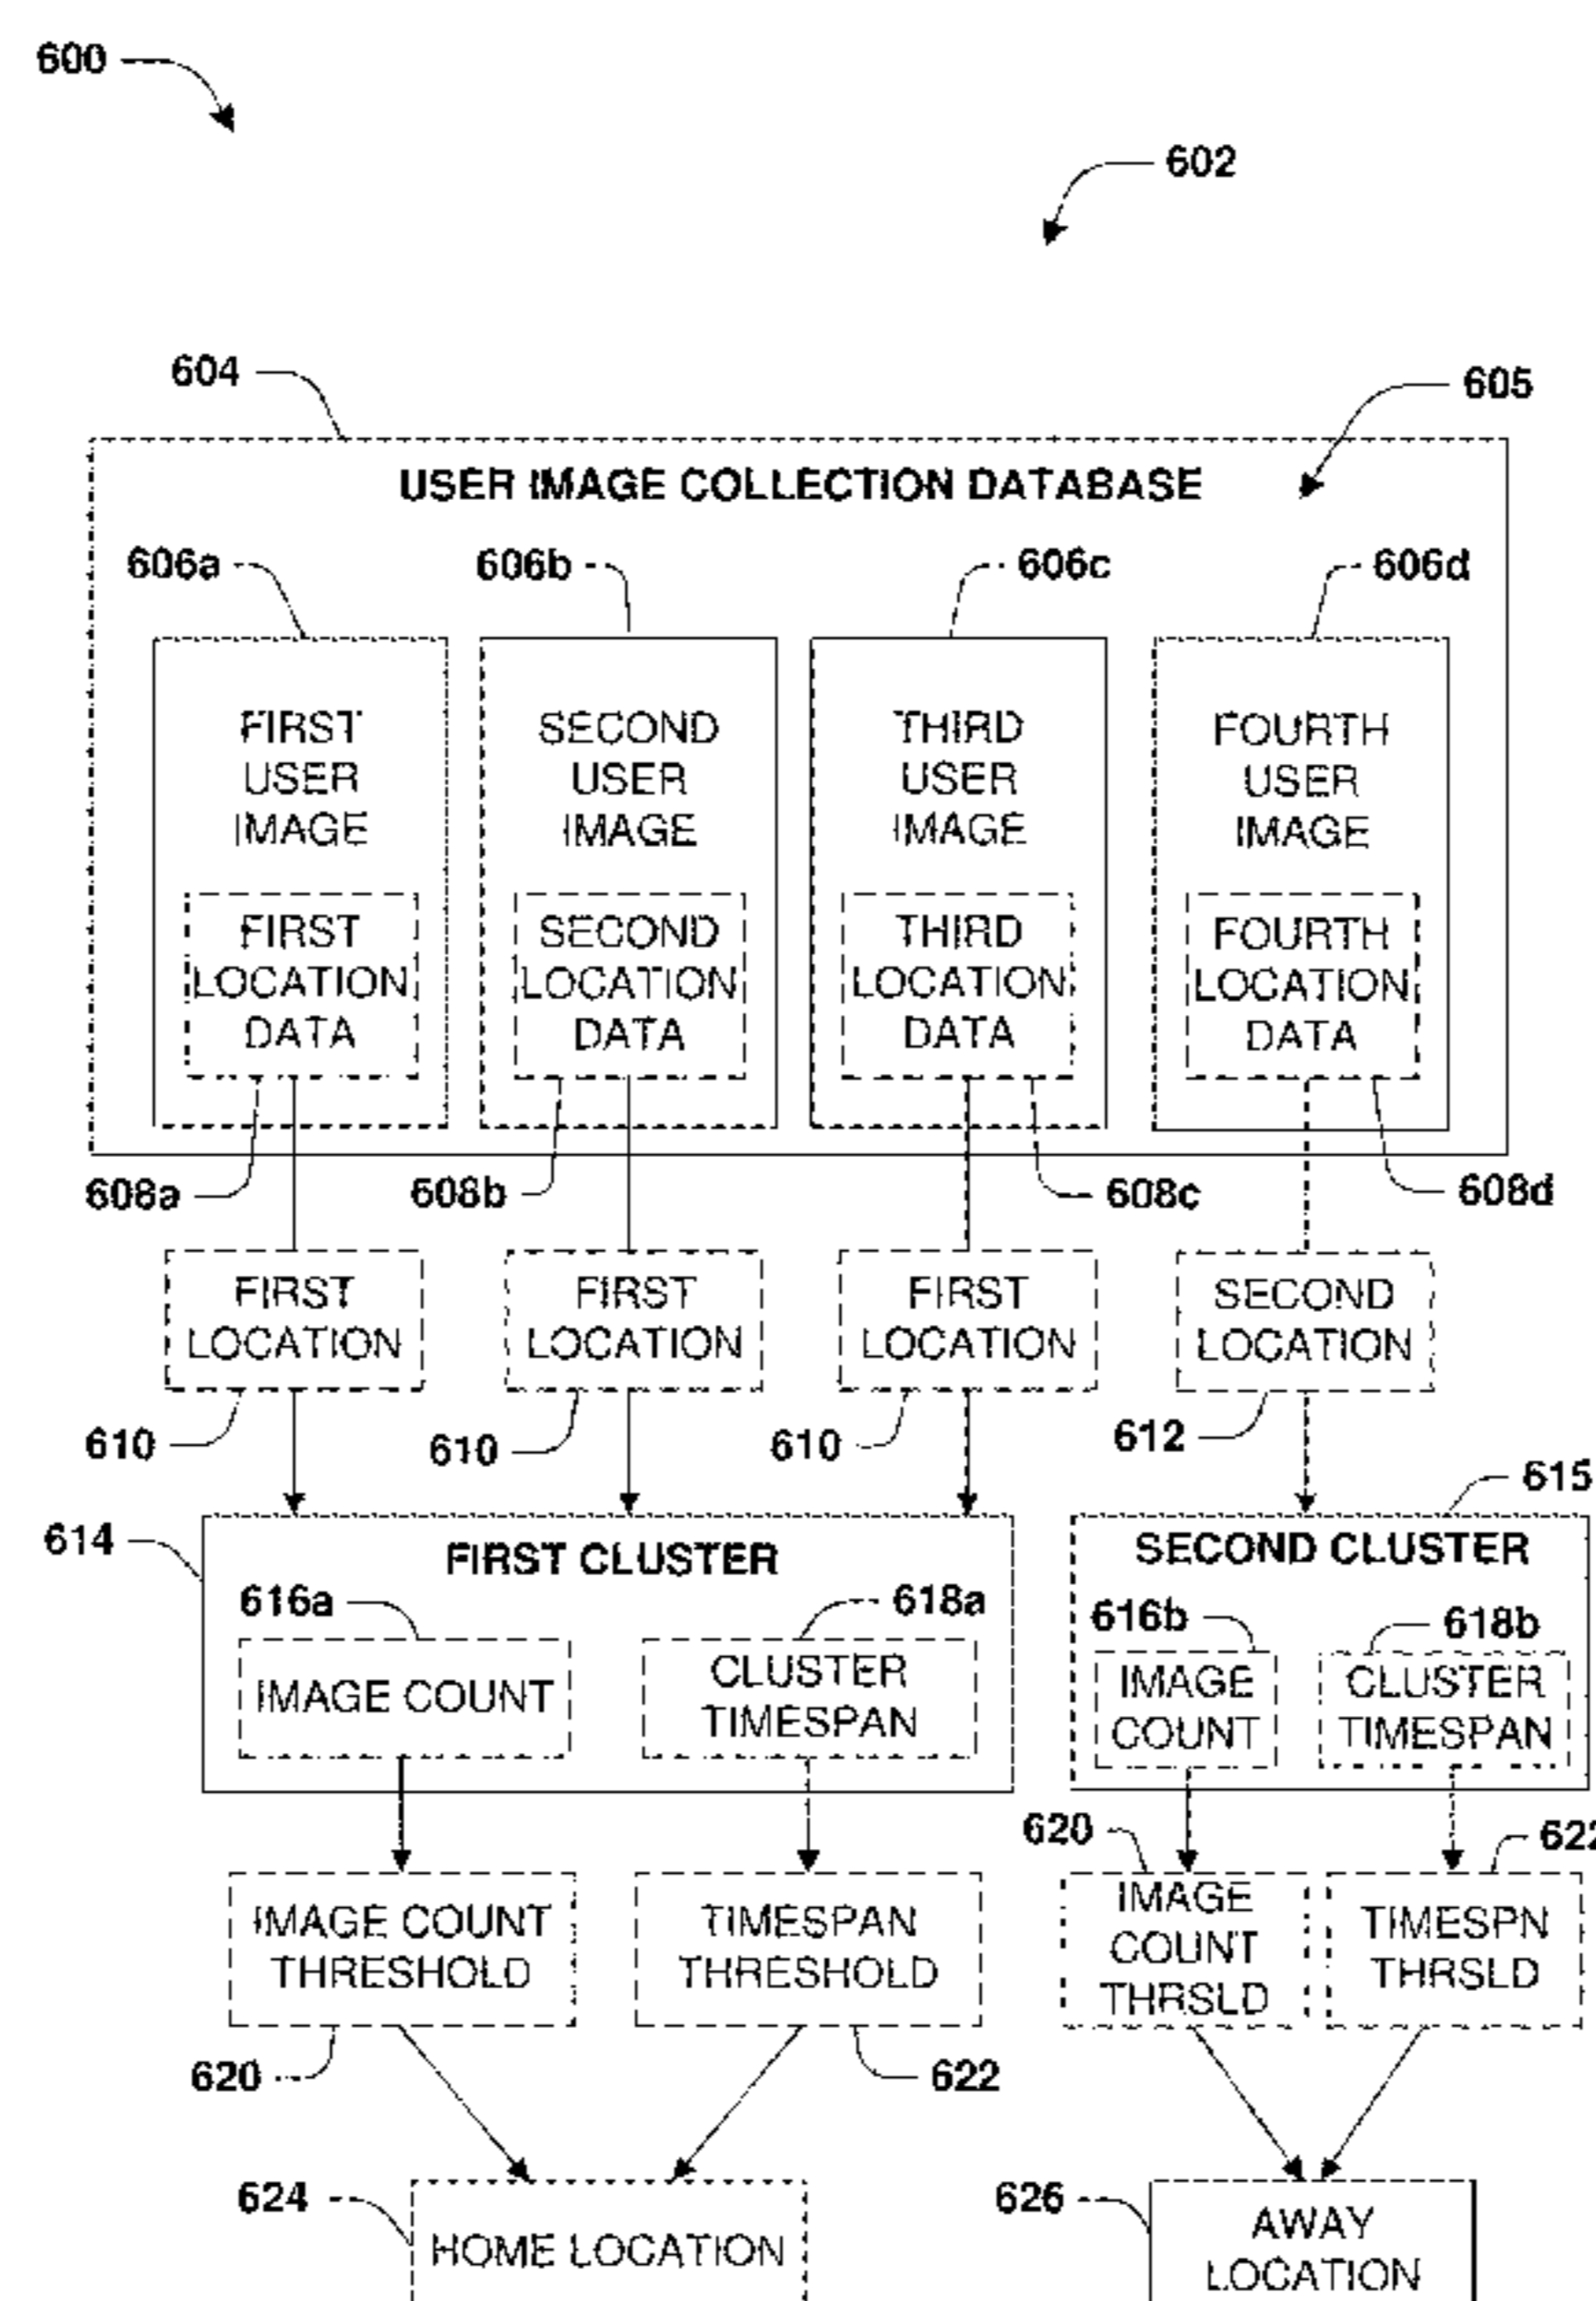 600
602
604
605
USER IMAGE COLLECTION DATABASE
606a
606b
606c
606d
FIRST
USER
IMAGE
SECOND
USER
IMAGE
THIRD
USER
IMAGE
FOURTH
USER
IMAGE
FIRST
LOCATION
DATA
SECOND
LOCATION
DATA
THIRD
LOCATION
DATA
FOURTH
LOCATION
DATA
608a
608b
608c
608d
FIRST
LOCATION
FIRST
LOCATION
FIRST
LOCATION
SECOND
LOCATION
610
610
610
612
614
615
FIRST CLUSTER
SECOND CLUSTER
616a
618a
616b
618b
IMAGE COUNT
CLUSTER
TIMESPAN
IMAGE
COUNT
CLUSTER
TIMESPAN
620
622
IMAGE COUNT
THRESHOLD
TIMESPAN
THRESHOLD
IMAGE
COUNT
THRSLD
TIMESPN
THRSLD
620
622
624
HOME LOCATION
626
AWAY
LOCATION